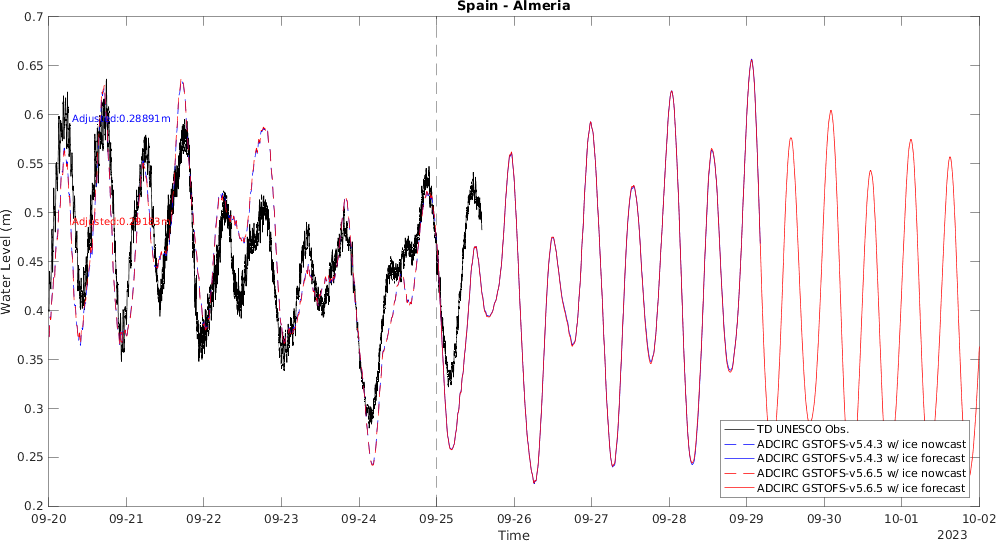 Spain - Almeria
0.7
0.65
0.6
0.55
0.5
0.45
0.4
0.35
0.3
0.25
0.2
Water Level (m)
Adjusted:0.28891m
Adjusted:0.29183m
TD UNESCO Obs.
ADCIRC GSTOFS-v5.4.3 w/ ice nowcast
ADCIRC GSTOFS-v5.4.3 w/ ice forecast
ADCIRC GSTOFS-v5.6.5 w/ ice nowcast
ADCIRC GSTOFS-v5.6.5 w/ ice forecast
09-20 09-21 09-22 09-23 09-24 09-25 09-26 09-27 09-28 09-29 09-30 10-01 10-02
Time
2023